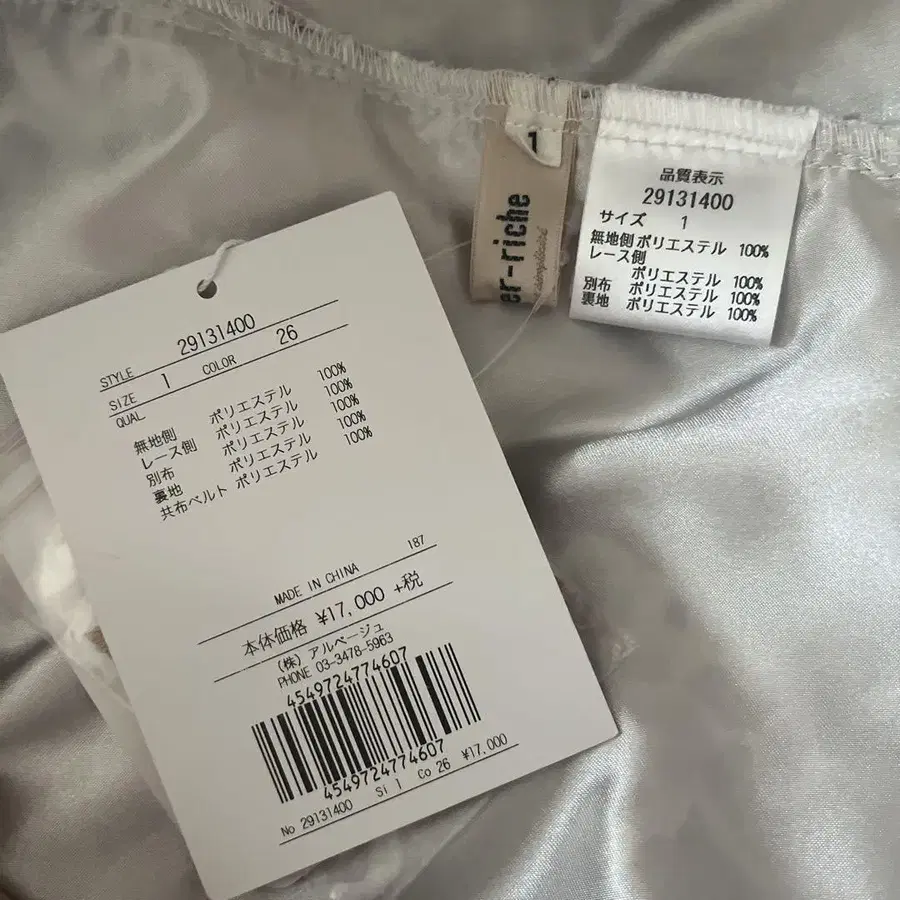 1
er-riche
品質表示
29131400
サイズ 1
無地側 ポリエステル 100%
レース側
ポリエステル 100%
別布 ポリエステル 100%
裏地 ポリエステル 100%
STYLE 29131400
SIZE 1 COLOR 26
QUAL
無地側 ポリエステル 100%
レース側 ポリエステル 100%
別布 ポリエステル 100%
裏地 ポリエステル 100%
共布ベルト ポリエステル 100%
187
MADE IN CHINA
本体価格 ¥17,000 +税
(株) アルページュ
PHONE 03-3478-5963
4549724774607
4549724774607
No 29131400 Si 1 Co 26 ¥17,000